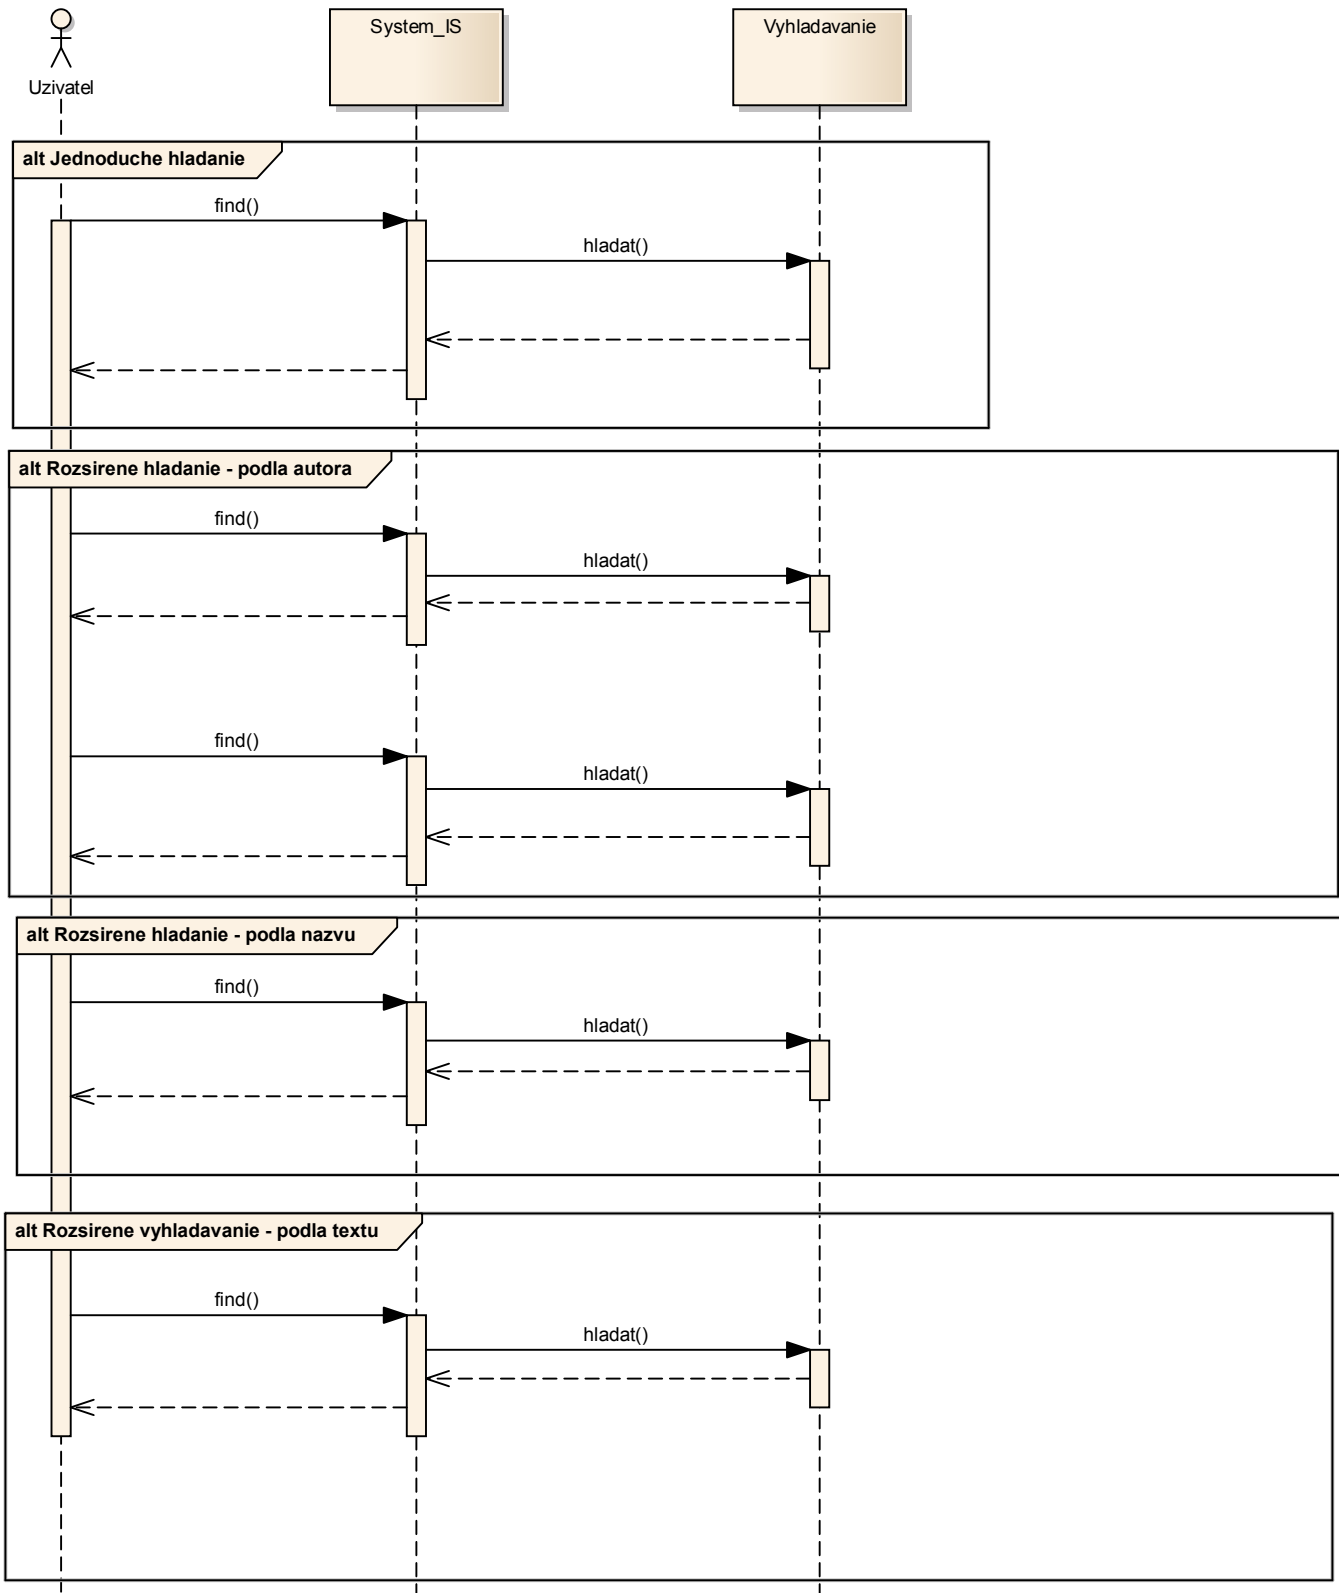 Uzivatel
System_IS
Vyhladavanie
alt Jednoduche hladanie
find()
hladat()
alt Rozsirene hladanie - podla autora
find()
hladat()
find()
hladat()
alt Rozsirene hladanie - podla nazvu
find()
hladat()
alt Rozsirene vyhladavanie - podla textu
find()
hladat()